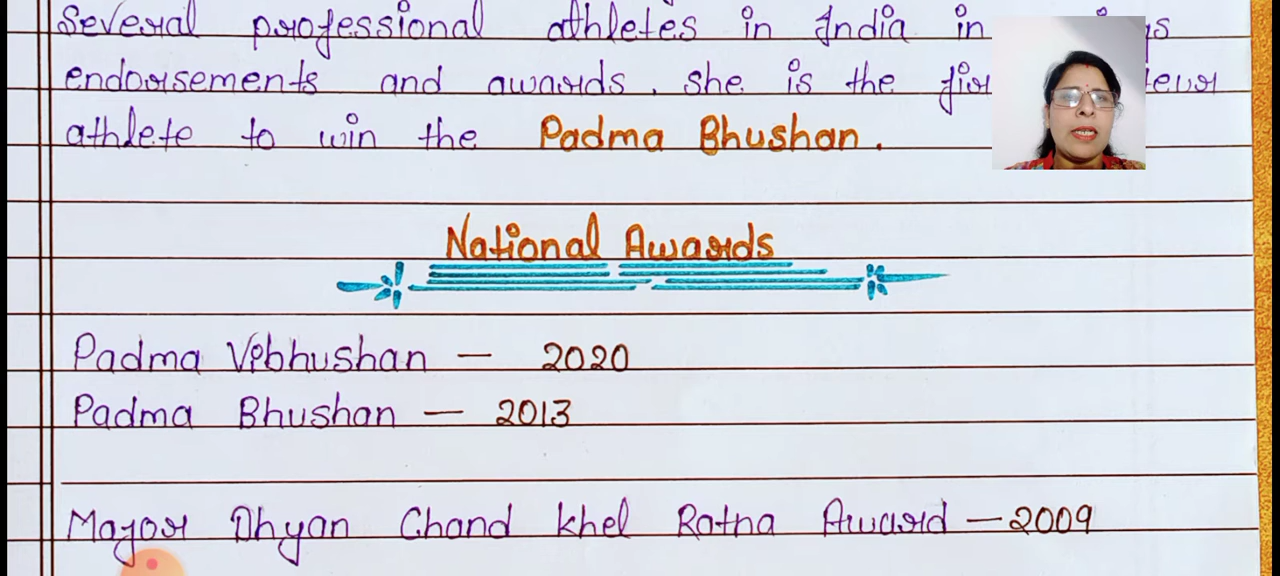 Several professional athletes in India in
endorsements and awards. she is the
athlete to win the Padma Bhushan.
National Awards
Padma Vibhushan — 2020
Padma Bhushan — 2013
Major Dhyan Chand Khel Ratna Award — 2009